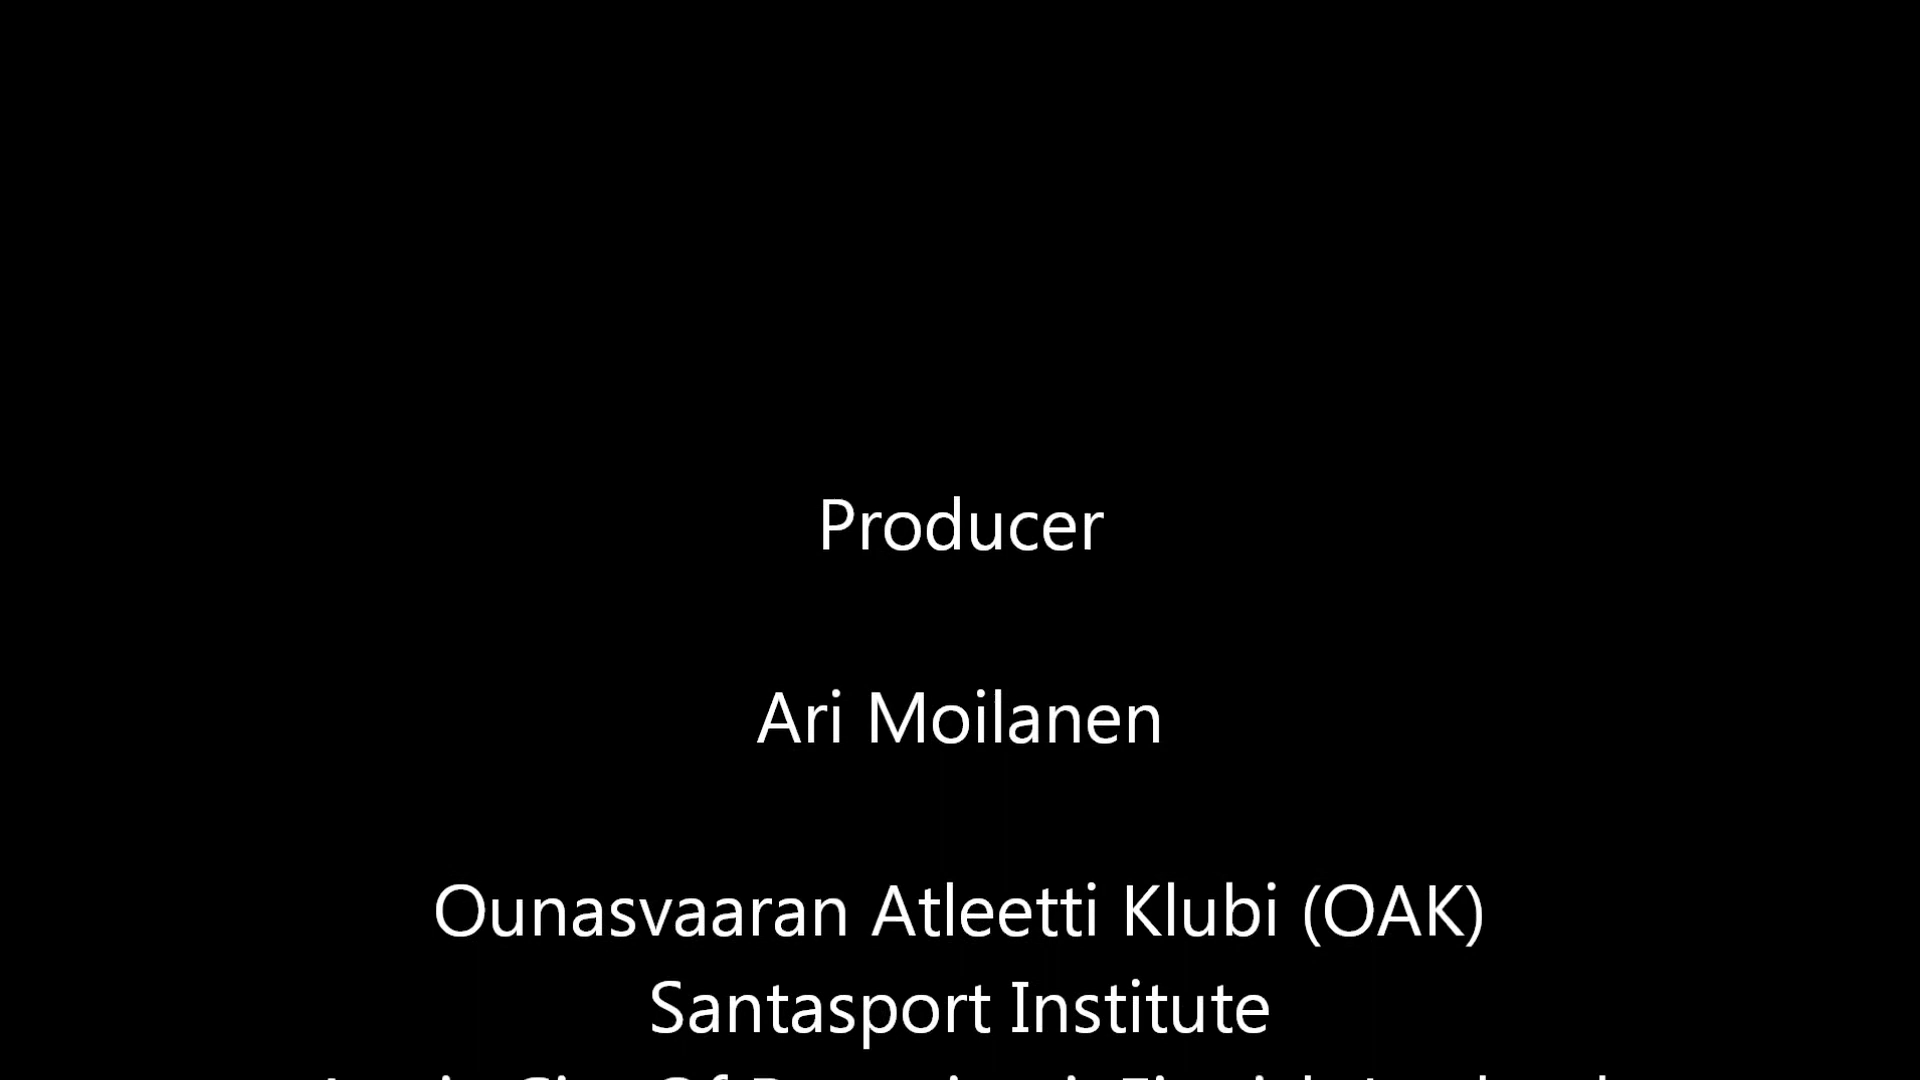 Producer
Ari Moilanen
Ounasvaaran Atleetti Klubi (OAK)
Santasport Institute